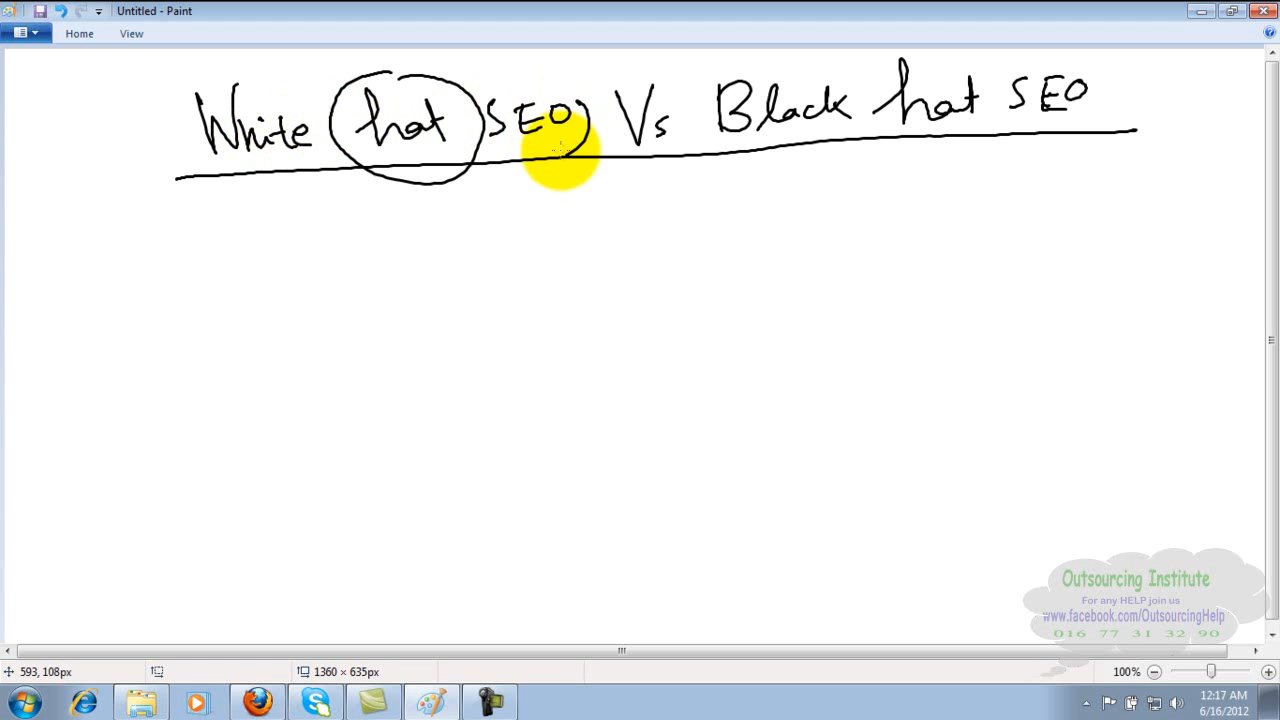 Untitled - Paint
Home View
White hat SEO Vs Black hat SEO
Outsourcing Institute
For any HELP join us
www.facebook.com/OutsourcingHelp
016 77 31 32 90
593, 108px 1360 × 635px 100%
12:17 AM
6/16/2012